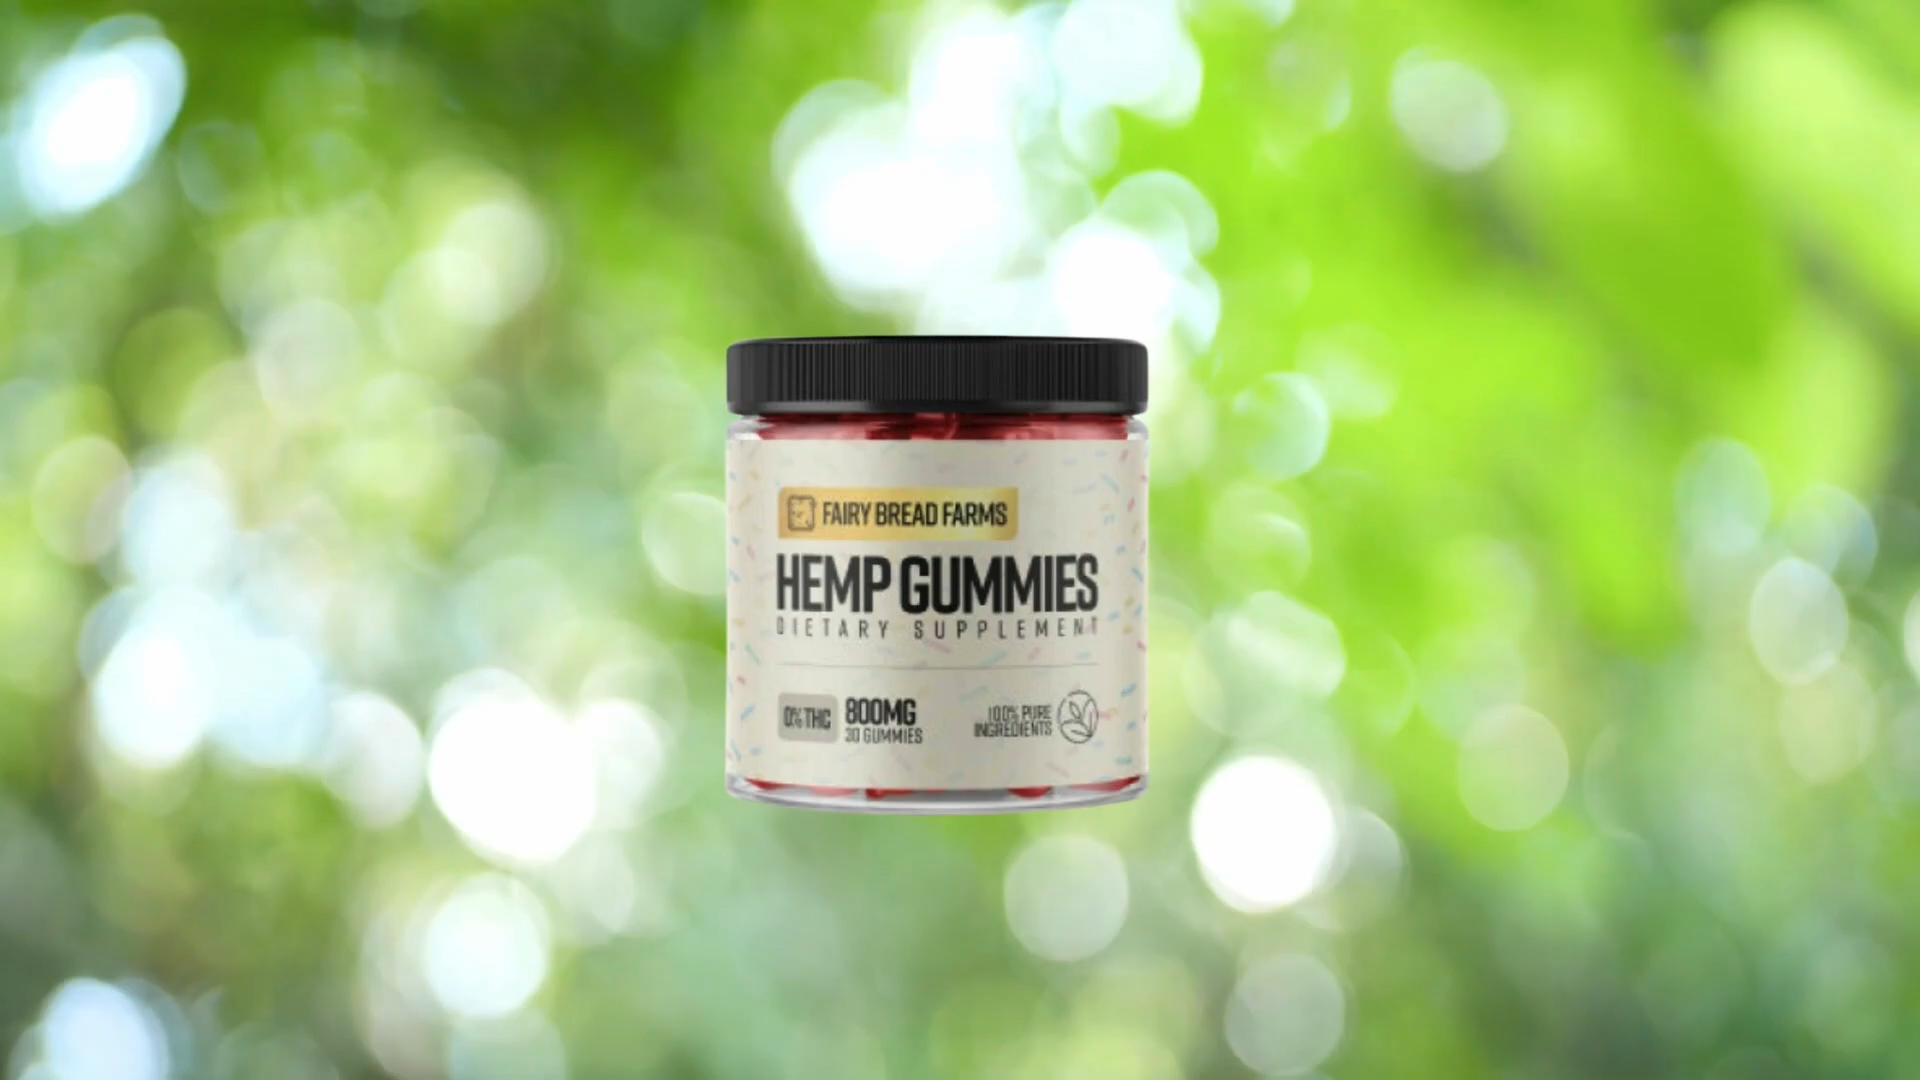 FAIRY BREAD FARMS
HEMP GUMMIES
DIETARY SUPPLEMENT
0% THC
800MG
30 GUMMIES
100% PURE
INGREDIENTS